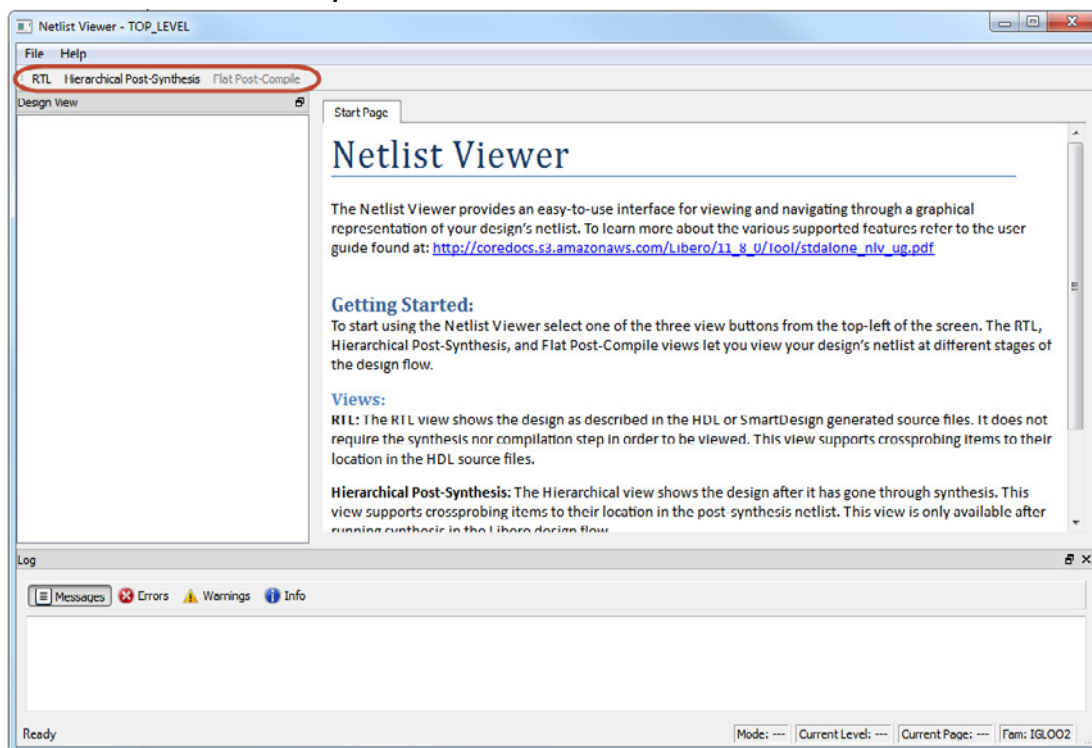 Netlist Viewer - TOP_LEVEL
File Help
RTL Hierarchical Post-Synthesis Flat Post-Compile
Design View
Start Page
Netlist Viewer
The Netlist Viewer provides an easy-to-use interface for viewing and navigating through a graphical
representation of your design's netlist. To learn more about the various supported features refer to the user
guide found at: http://coredocs.s3.amazonaws.com/Libero/11_8_0/Tool/stdalone_nlv_ug.pdf
Getting Started:
To start using the Netlist Viewer select one of the three view buttons from the top-left of the screen. The RTL,
Hierarchical Post-Synthesis, and Flat Post-Compile views let you view your design's netlist at different stages of
the design flow.
Views:
RTL: The RTL view shows the design as described in the HDL or SmartDesign generated source files. It does not
require the synthesis nor compilation step in order to be viewed. This view supports crossprobing items to their
location in the HDL source files.
Hierarchical Post-Synthesis: The Hierarchical view shows the design after it has gone through synthesis. This
view supports crossprobing items to their location in the post-synthesis netlist. This view is only available after
running synthesis in the Libero design flow.
Log
Messages Errors Warnings Info
Ready
Mode: --- Current Level: --- Current Page: --- Fam: IGLOO2